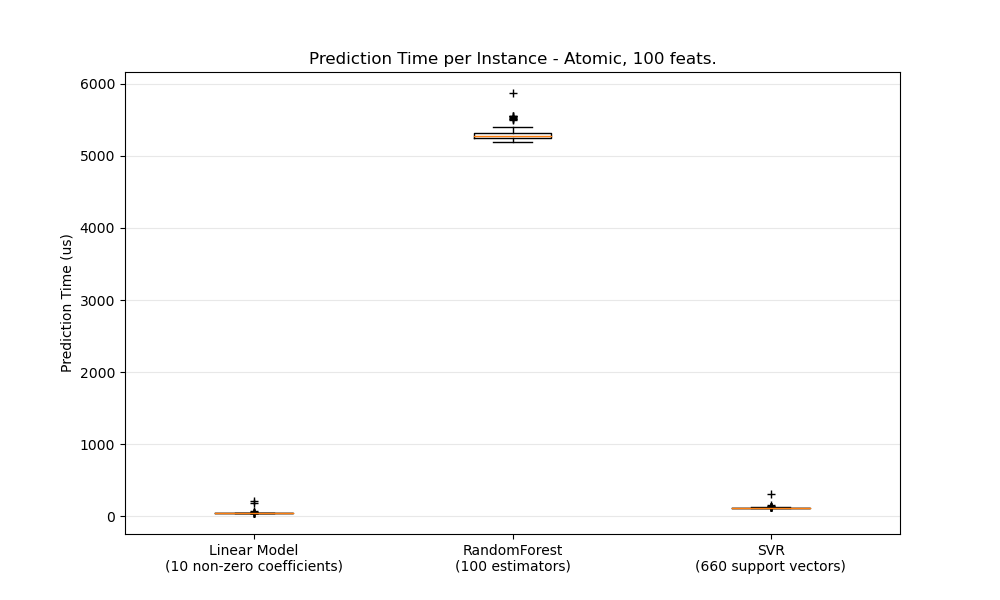 Prediction Time per Instance - Atomic, 100 feats.
Prediction Time (us)
6000
5000
4000
3000
2000
1000
0
Linear Model
(10 non-zero coefficients)
RandomForest
(100 estimators)
SVR
(660 support vectors)